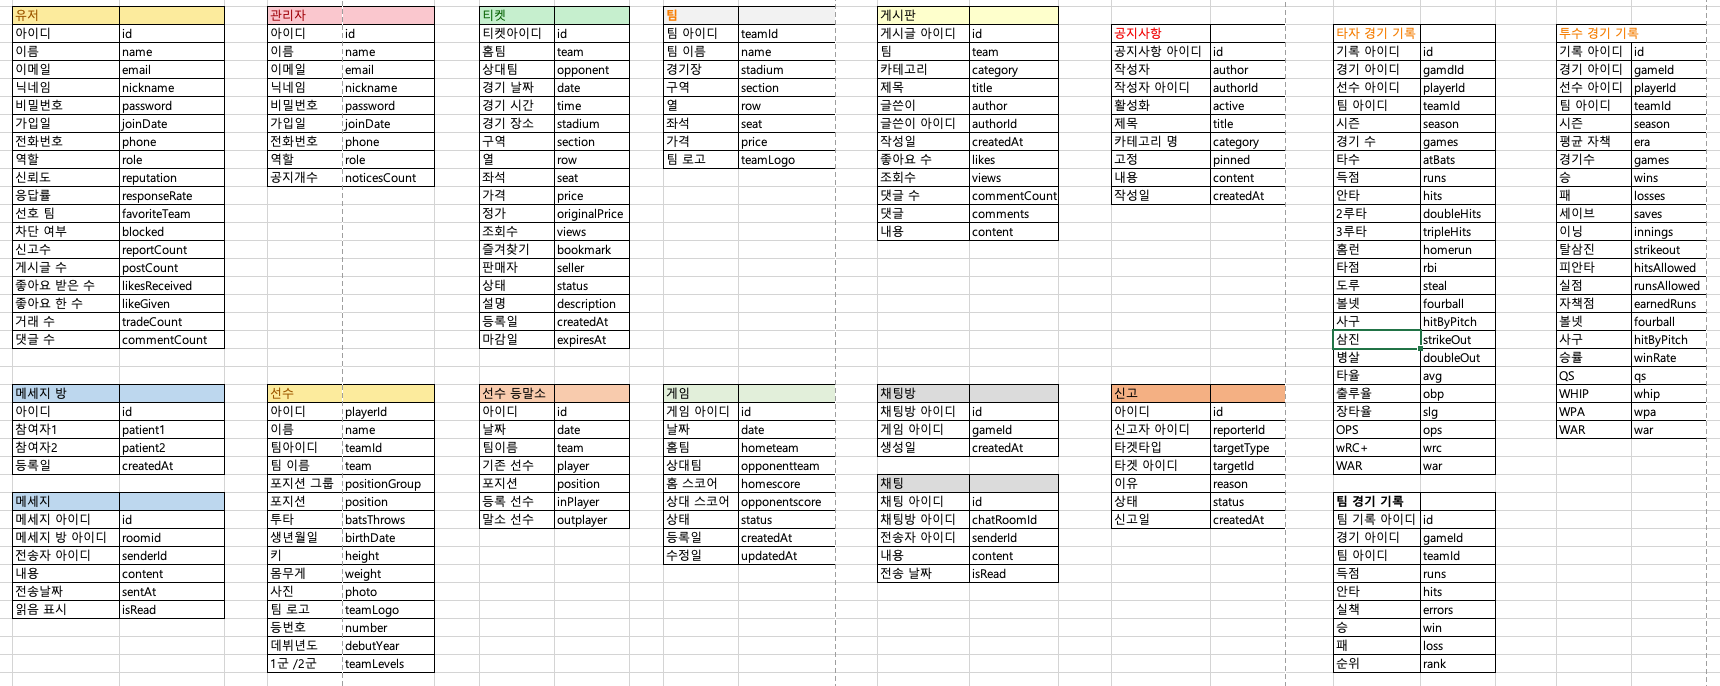 유저
아이디 id
이름 name
이메일 email
닉네임 nickname
비밀번호 password
가입일 joinDate
전화번호 phone
역할 role
신뢰도 reputation
응답률 responseRate
선호 팀 favoriteTeam
차단 여부 blocked
신고수 reportCount
게시글 수 postCount
좋아요 받은 수 likesReceived
좋아요 한 수 likeGiven
거래 수 tradeCount
댓글 수 commentCount
관리자
아이디 id
이름 name
이메일 email
닉네임 nickname
비밀번호 password
가입일 joinDate
전화번호 phone
역할 role
공지개수 noticesCount
티켓
티켓아이디 id
홈팀 team
상대팀 opponent
경기 날짜 date
경기 시간 time
경기 장소 stadium
구역 section
열 row
좌석 seat
가격 price
정가 originalPrice
조회수 views
즐겨찾기 bookmark
판매자 seller
상태 status
설명 description
등록일 createdAt
마감일 expiresAt
팀
팀 아이디 teamId
팀 이름 name
경기장 stadium
구역 section
열 row
좌석 seat
가격 price
팀 로고 teamLogo
게시판
게시글 아이디 id
팀 team
카테고리 category
제목 title
글쓴이 author
글쓴이 아이디 authorId
작성일 createdAt
좋아요 수 likes
조회수 views
댓글 수 commentCount
댓글 comments
내용 content
공지사항
공지사항 아이디 id
작성자 author
작성자 아이디 authorId
활성화 active
제목 title
카테고리 명 category
고정 pinned
내용 content
작성일 createdAt
타자 경기 기록
기록 아이디 id
경기 아이디 gamdId
선수 아이디 playerId
팀 아이디 teamId
시즌 season
경기 수 games
타수 atBats
득점 runs
안타 hits
2루타 doubleHits
3루타 tripleHits
홈런 homerun
타점 rbi
도루 steal
볼넷 fourball
사구 hitByPitch
삼진 strikeOut
병살 doubleOut
타율 avg
출루율 obp
장타율 slg
OPS ops
wRC+ wrc
WAR war
투수 경기 기록
기록 아이디 id
경기 아이디 gameId
선수 아이디 playerId
팀 아이디 teamId
시즌 season
평균 자책 era
경기수 games
승 wins
패 losses
세이브 saves
이닝 innings
탈삼진 strikeout
피안타 hitsAllowed
실점 runsAllowed
자책점 earnedRuns
볼넷 fourball
사구 hitByPitch
승률 winRate
QS qs
WHIP whip
WPA wpa
WAR war
메세지 방
아이디 id
참여자1 patient1
참여자2 patient2
등록일 createdAt
메세지
메세지 아이디 id
메세지 방 아이디 roomid
전송자 아이디 senderId
내용 content
전송날짜 sentAt
읽음 표시 isRead
선수
아이디 playerId
이름 name
팀아이디 teamId
팀 이름 team
포지션 그룹 positionGroup
포지션 position
투타 batsThrows
생년월일 birthDate
키 height
몸무게 weight
사진 photo
팀 로고 teamLogo
등번호 number
데뷔년도 debutYear
1군 /2군 teamLevels
선수 등말소
아이디 id
날짜 date
팀이름 team
기존 선수 player
포지션 position
등록 선수 inPlayer
말소 선수 outplayer
게임
게임 아이디 id
날짜 date
홈팀 hometeam
상대팀 opponentteam
홈 스코어 homescore
상대 스코어 opponentscore
상태 status
등록일 createdAt
수정일 updatedAt
채팅방
채팅방 아이디 id
게임 아이디 gameId
생성일 createdAt
채팅
채팅 아이디 id
채팅방 아이디 chatRoomId
전송자 아이디 senderId
내용 content
전송 날짜 isRead
신고
아이디 id
신고자 아이디 reporterId
타겟타입 targetType
타겟 아이디 targetId
이유 reason
상태 status
신고일 createdAt
팀 경기 기록
팀 기록 아이디 id
경기 아이디 gameId
팀 아이디 teamId
득점 runs
안타 hits
실책 errors
승 win
패 loss
순위 rank